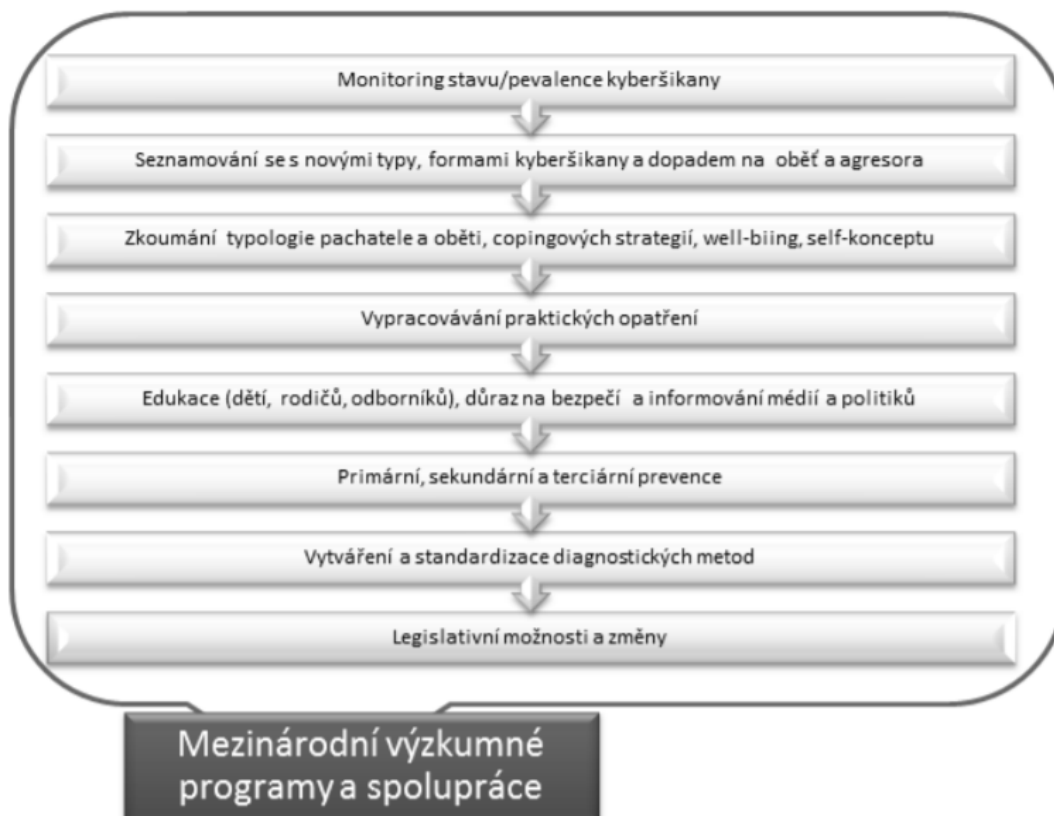 Monitoring stavu/pevalence kyberšikany
Seznamování se s novými typy, formami kyberšikany a dopadem na oběť a agresora
Zkoumání typologie pachatele a oběti, copingových strategií, well-biing, self-konceptu
Vypracovávání praktických opatření
Edukace (dětí, rodičů, odborníků), důraz na bezpečí a informování médií a politiků
Primární, sekundární a terciární prevence
Vytváření a standardizace diagnostických metod
Legislativní možnosti a změny
Mezinárodní výzkumné
programy a spolupráce